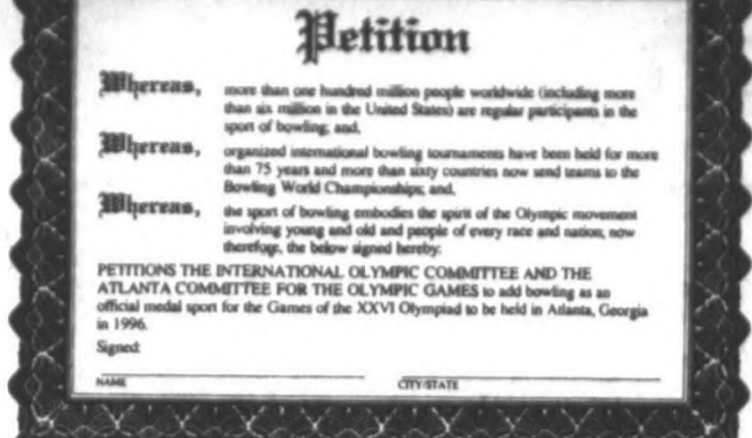 Petition
Whereas, more than one hundred million people worldwide (including more
than six million in the United States) are regular participants in the
sport of bowling; and,
Whereas, organized international bowling tournaments have been held for more
than 75 years and more than sixty countries now send teams to the
Bowling World Championships; and,
Whereas, the sport of bowling embodies the spirit of the Olympic movement
involving young and old and people of every race and nation; now
therefore, the below signed hereby:
PETITIONS THE INTERNATIONAL OLYMPIC COMMITTEE AND THE
ATLANTA COMMITTEE FOR THE OLYMPIC GAMES to add bowling as an
official medal sport for the Games of the XXVI Olympiad to be held in Atlanta, Georgia
in 1996.
Signed:
NAME CITY/STATE